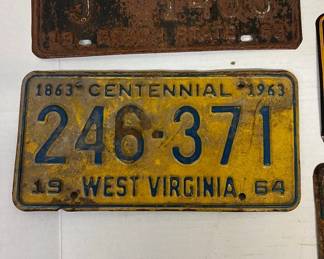 1863 CENTENNIAL 1963
246-371
19 WEST VIRGINIA 64